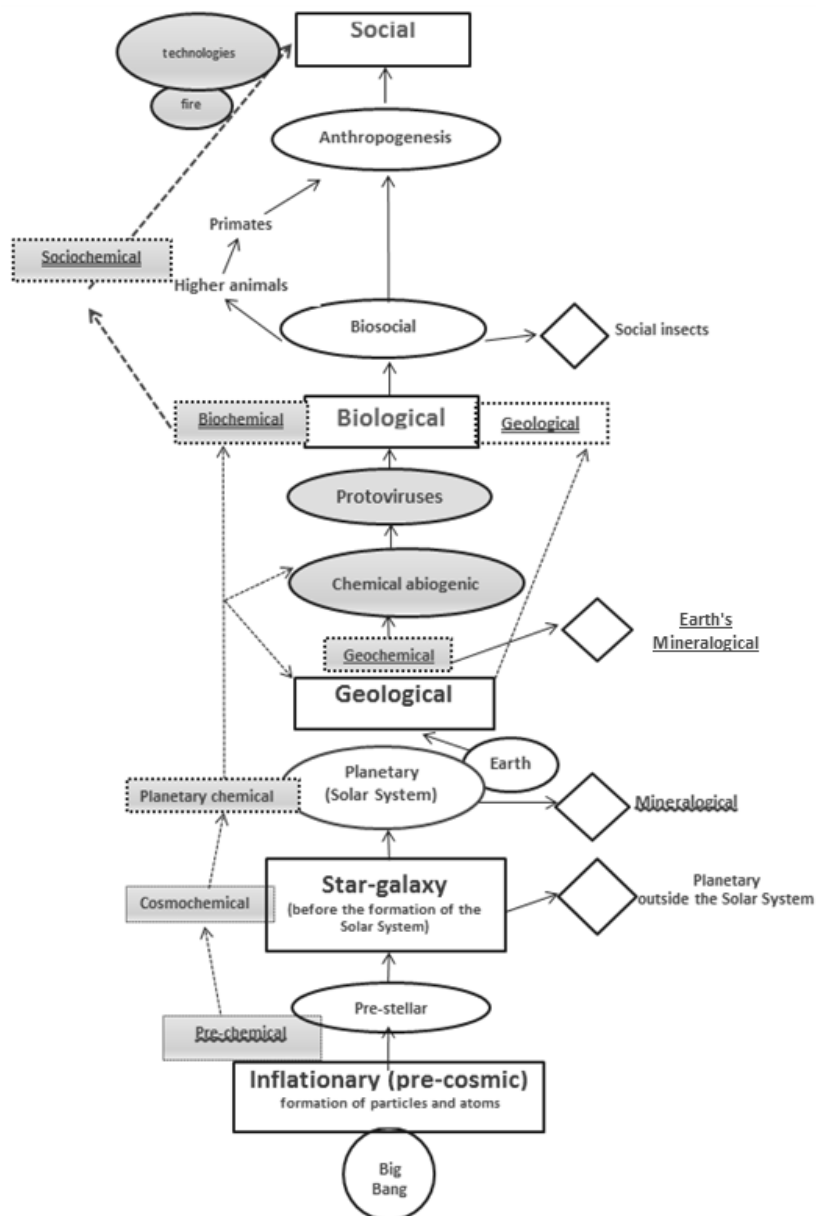 Social
technologies
fire
Anthropogenesis
Primates
Sociochemical
Higher animals
Biosocial
Social insects
Biochemical
Biological
Geological
Protoviruses
Chemical abiogenic
Earth's
Mineralogical
Geochemical
Geological
Earth
Planetary
(Solar System)
Planetary chemical
Mineralogical
Star-galaxy
(before the formation of the
Solar System)
Cosmochemical
Planetary
outside the Solar System
Pre-stellar
Pre-chemical
Inflationary (pre-cosmic)
formation of particles and atoms
Big
Bang